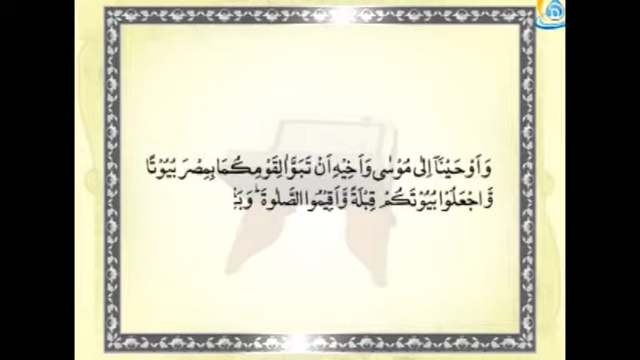 وَاَوْحَيْنَاۤ اِلٰى مُوْسٰى وَاَخِيْهِ اَنْ تَبَوَّاٰ لِقَوْمِكُمَا بِمِصْرَ بُيُوْتًا
وَّاجْعَلُوْا بُيُوْتَكُمْ قِبْلَةً وَّاَقِيْمُوا الصَّلٰوةَ ؕ